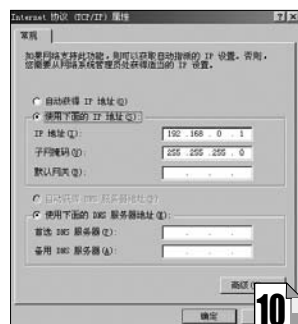 Internet 协议 (TCP/IP) 属性
常规
如果网络支持此功能，则可以获取自动指派的 IP 设置。否则，
您需要从网络系统管理员处获得适当的 IP 设置。
自动获得 IP 地址(O)
使用下面的 IP 地址(S):
IP 地址(I): 192 .168 . 0 . 1
子网掩码(U): 255 .255 .255 . 0
默认网关(D): . . .
自动获得 DNS 服务器地址(B)
使用下面的 DNS 服务器地址(E):
首选 DNS 服务器(P): . . .
备用 DNS 服务器(A): . . .
高级(
确定
10